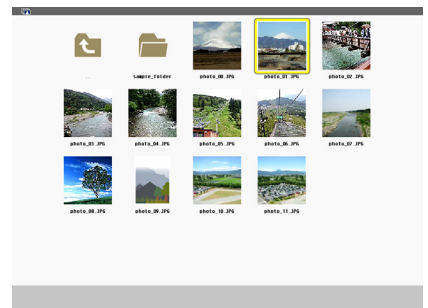 ..
sample_folder
photo_00.JPG
photo_01.JPG
photo_02.JPG
photo_03.JPG
photo_04.JPG
photo_05.JPG
photo_06.JPG
photo_07.JPG
photo_08.JPG
photo_09.JPG
photo_10.JPG
photo_11.JPG